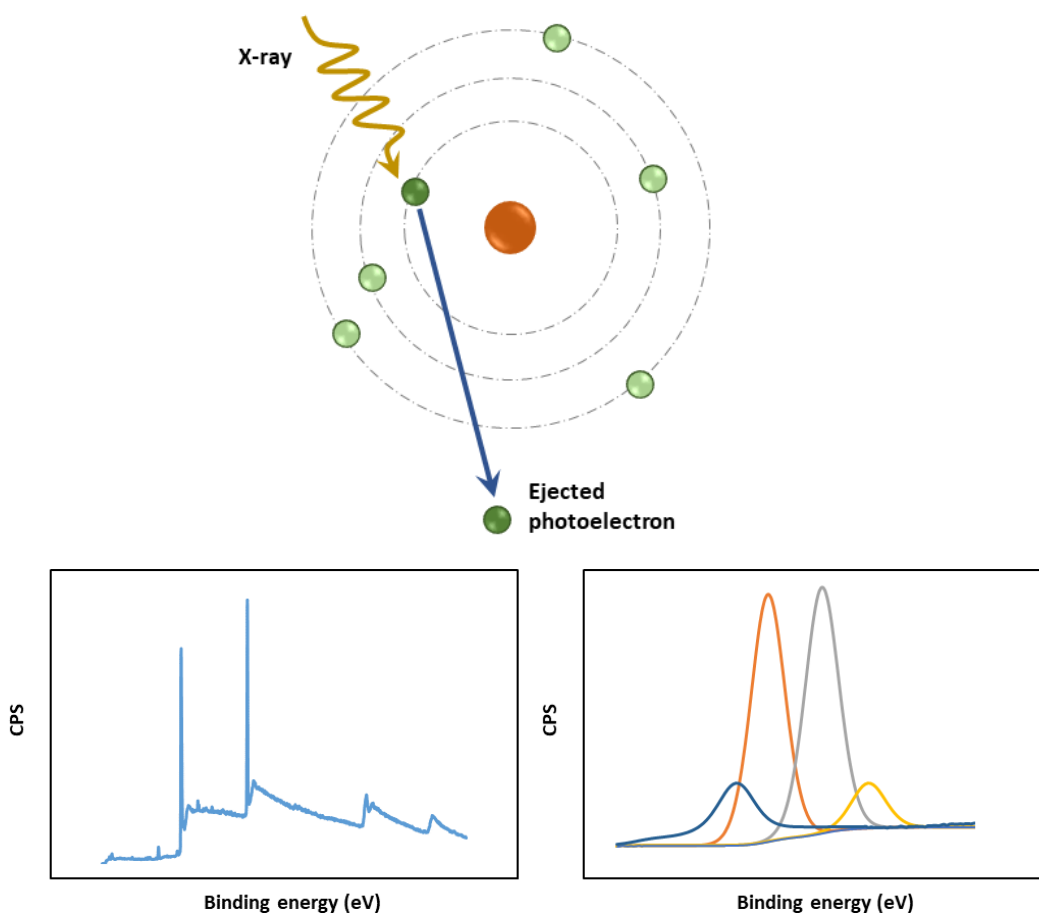 X-ray
Ejected
photoelectron
CPS
Binding energy (eV)
CPS
Binding energy (eV)